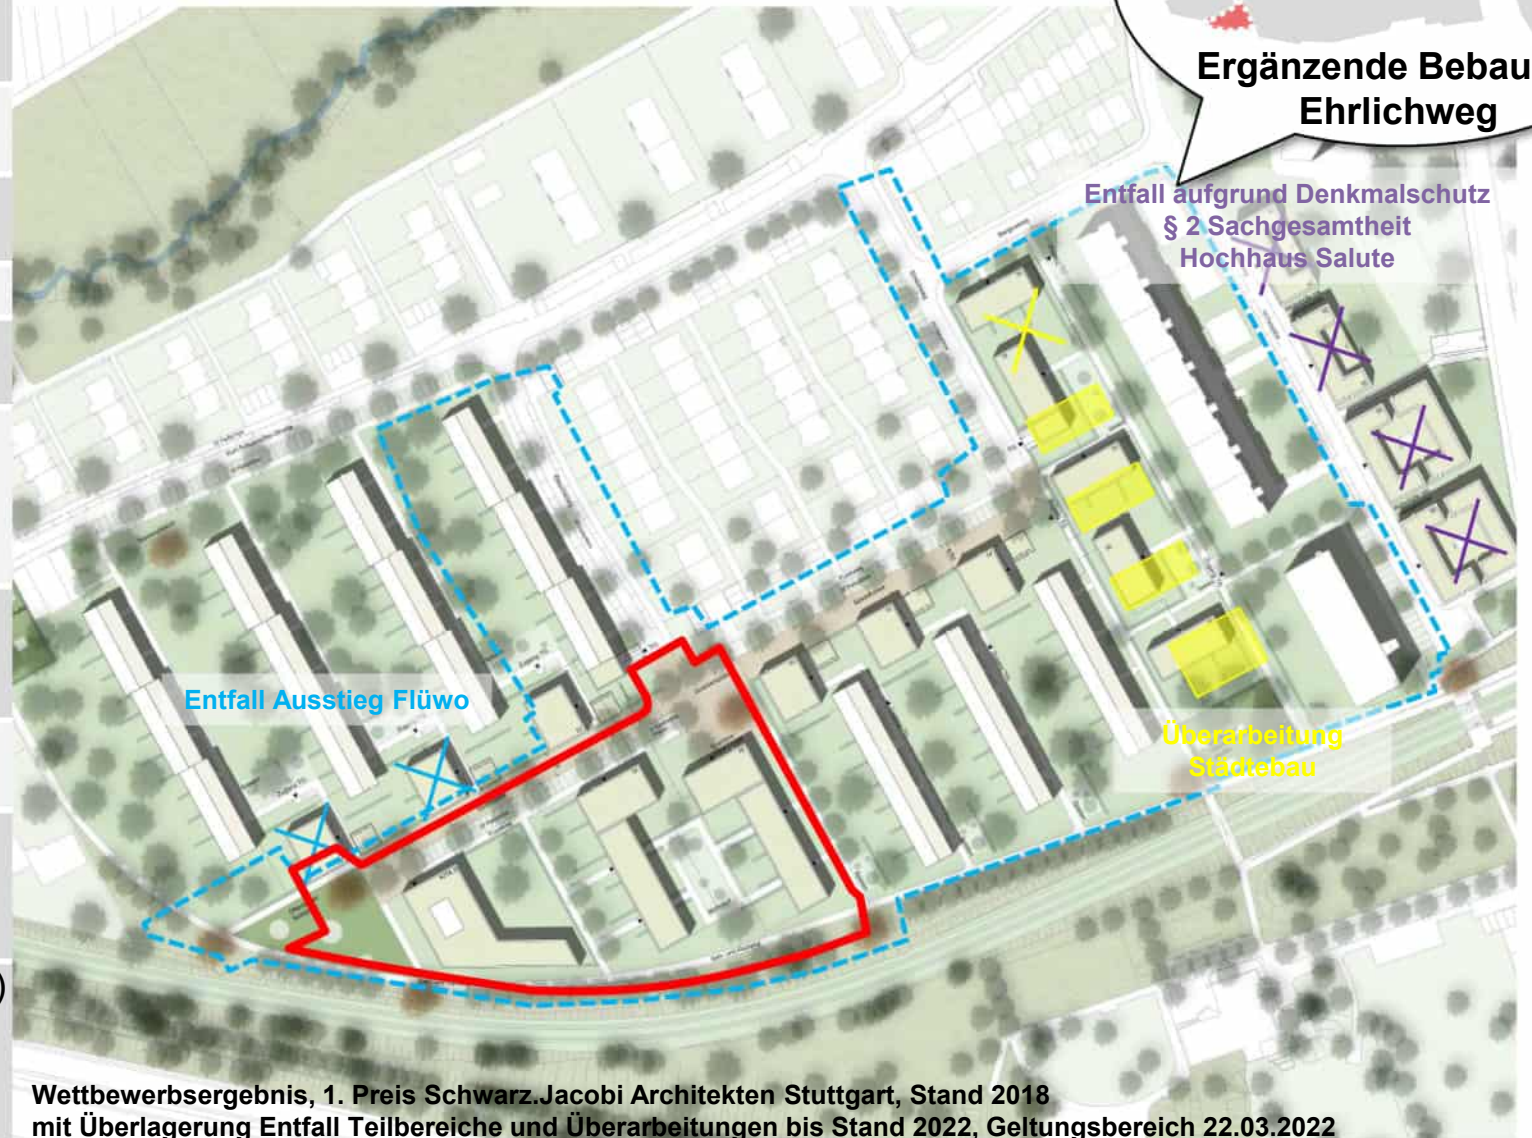 Ergänzende Bebau
Ehrlichweg
Entfall aufgrund Denkmalschutz
§ 2 Sachgesamtheit
Hochhaus Salute
Entfall Ausstieg Flüwo
Überarbeitung
Städtebau
)
Wettbewerbsergebnis, 1. Preis Schwarz.Jacobi Architekten Stuttgart, Stand 2018
mit Überlagerung Entfall Teilbereiche und Überarbeitungen bis Stand 2022, Geltungsbereich 22.03.2022